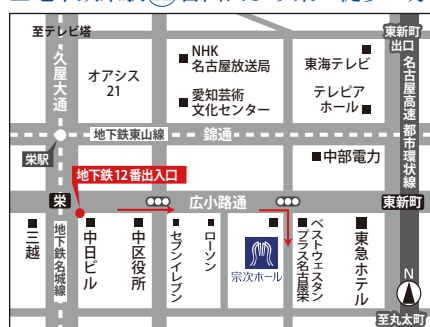 至テレビ塔
久屋大通
オアシス
21
NHK
名古屋放送局
愛知芸術
文化センター
東海テレビ
テレピア
ホール
東新町
出口
名古屋高速 都市環状線
地下鉄東山線
錦通
栄駅
中部電力
地下鉄12番出入口
栄
広小路通
東新町
三越
地下鉄名城線
中日ビル
中区役所
セブンイレブン
ローソン
宗次ホール
ベストウェスタン
プラス名古屋栄
東急ホテル
N
至丸太町